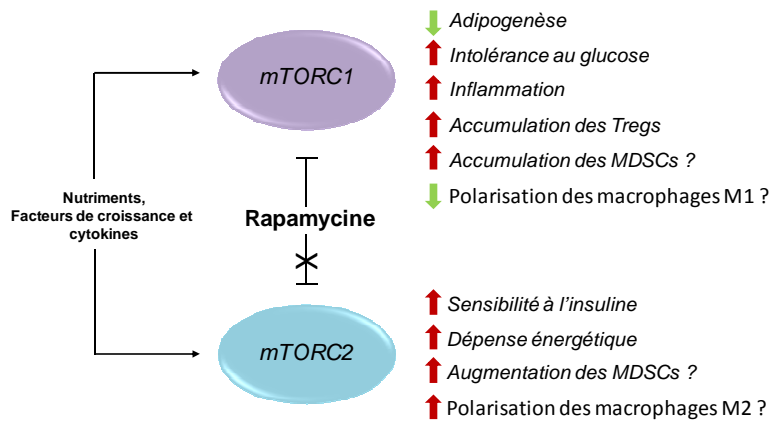 Adipogenèse
Intolérance au glucose
mTORC1
Inflammation
Accumulation des Tregs
Accumulation des MDSCs ?
Polarisation des macrophages M1 ?
Nutriments,
Facteurs de croissance et
cytokines
Rapamycine
Sensibilité à l’insuline
Dépense énergétique
mTORC2
Augmentation des MDSCs ?
Polarisation des macrophages M2 ?